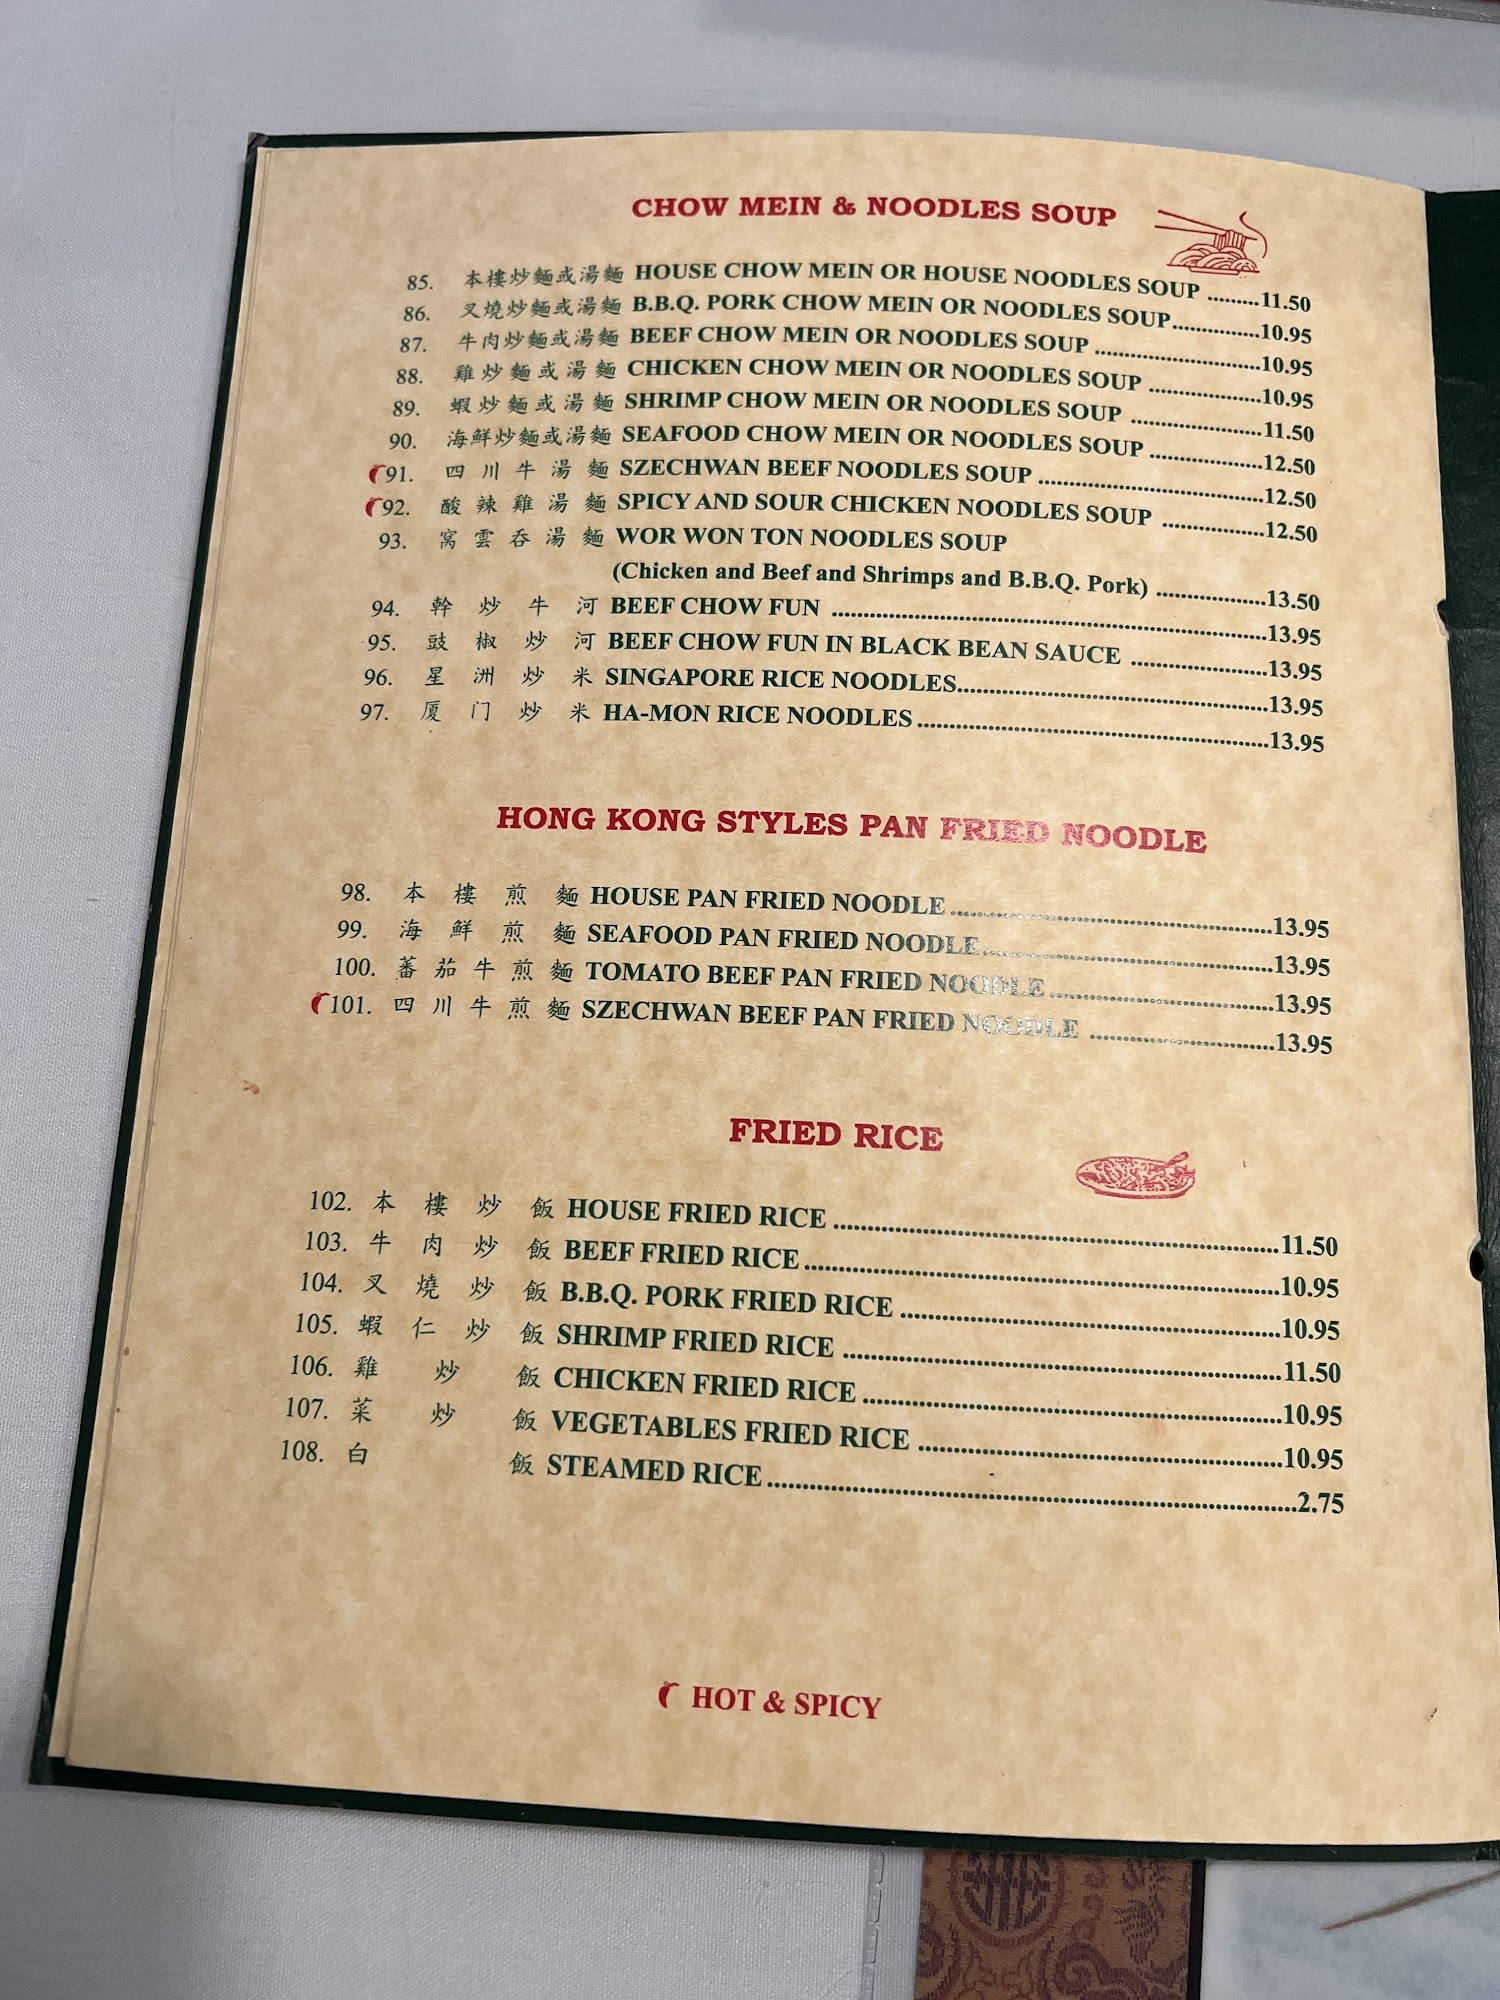 CHOW MEIN & NOODLES SOUP
85. 本樓炒麵或湯麵 HOUSE CHOW MEIN OR HOUSE NOODLES SOUP .........11.50
86. 叉燒炒麵或湯麵 B.B.Q. PORK CHOW MEIN OR NOODLES SOUP...............10.95
87. 牛肉炒麵或湯麵 BEEF CHOW MEIN OR NOODLES SOUP .............................10.95
88. 雞炒麵或湯麵 CHICKEN CHOW MEIN OR NOODLES SOUP ...................10.95
89. 蝦炒麵或湯麵 SHRIMP CHOW MEIN OR NOODLES SOUP ......................11.50
90. 海鮮炒麵或湯麵 SEAFOOD CHOW MEIN OR NOODLES SOUP ...................12.50
91. 四川牛湯麵 SZECHWAN BEEF NOODLES SOUP ......................................12.50
92. 酸辣雞湯麵 SPICY AND SOUR CHICKEN NOODLES SOUP .................12.50
93. 窩雲吞湯麵 WOR WON TON NOODLES SOUP
(Chicken and Beef and Shrimps and B.B.Q. Pork) ..................13.50
94. 幹炒牛河 BEEF CHOW FUN ........................................................................13.95
95. 豉椒炒河 BEEF CHOW FUN IN BLACK BEAN SAUCE .......................13.95
96. 星洲炒米 SINGAPORE RICE NOODLES....................................................13.95
97. 厦门炒米 HA-MON RICE NOODLES ...........................................................13.95
HONG KONG STYLES PAN FRIED NOODLE
98. 本樓煎麵 HOUSE PAN FRIED NOODLE ....................................................13.95
99. 海鮮煎麵 SEAFOOD PAN FRIED NOODLE...............................................13.95
100. 蕃茄牛煎麵 TOMATO BEEF PAN FRIED NOODLE ....................................13.95
101. 四川牛煎麵 SZECHWAN BEEF PAN FRIED NOODLE ..............................13.95
FRIED RICE
102. 本樓炒飯 HOUSE FRIED RICE ..................................................................11.50
103. 牛肉炒飯 BEEF FRIED RICE......................................................................10.95
104. 叉燒炒飯 B.B.Q. PORK FRIED RICE ........................................................10.95
105. 蝦仁炒飯 SHRIMP FRIED RICE ................................................................11.50
106. 雞炒飯 CHICKEN FRIED RICE ..............................................................10.95
107. 菜炒飯 VEGETABLES FRIED RICE ......................................................10.95
108. 白飯 STEAMED RICE..............................................................................2.75
HOT & SPICY